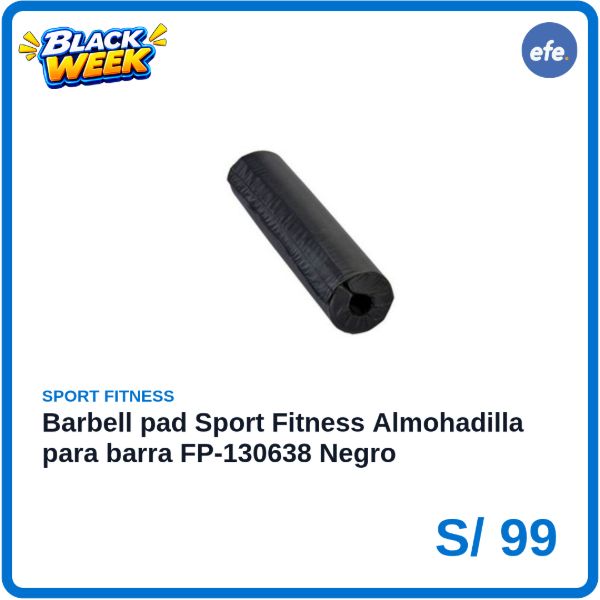 BLACK
WEEK
efe.
SPORT FITNESS
Barbell pad Sport Fitness Almohadilla
para barra FP-130638 Negro
S/ 99